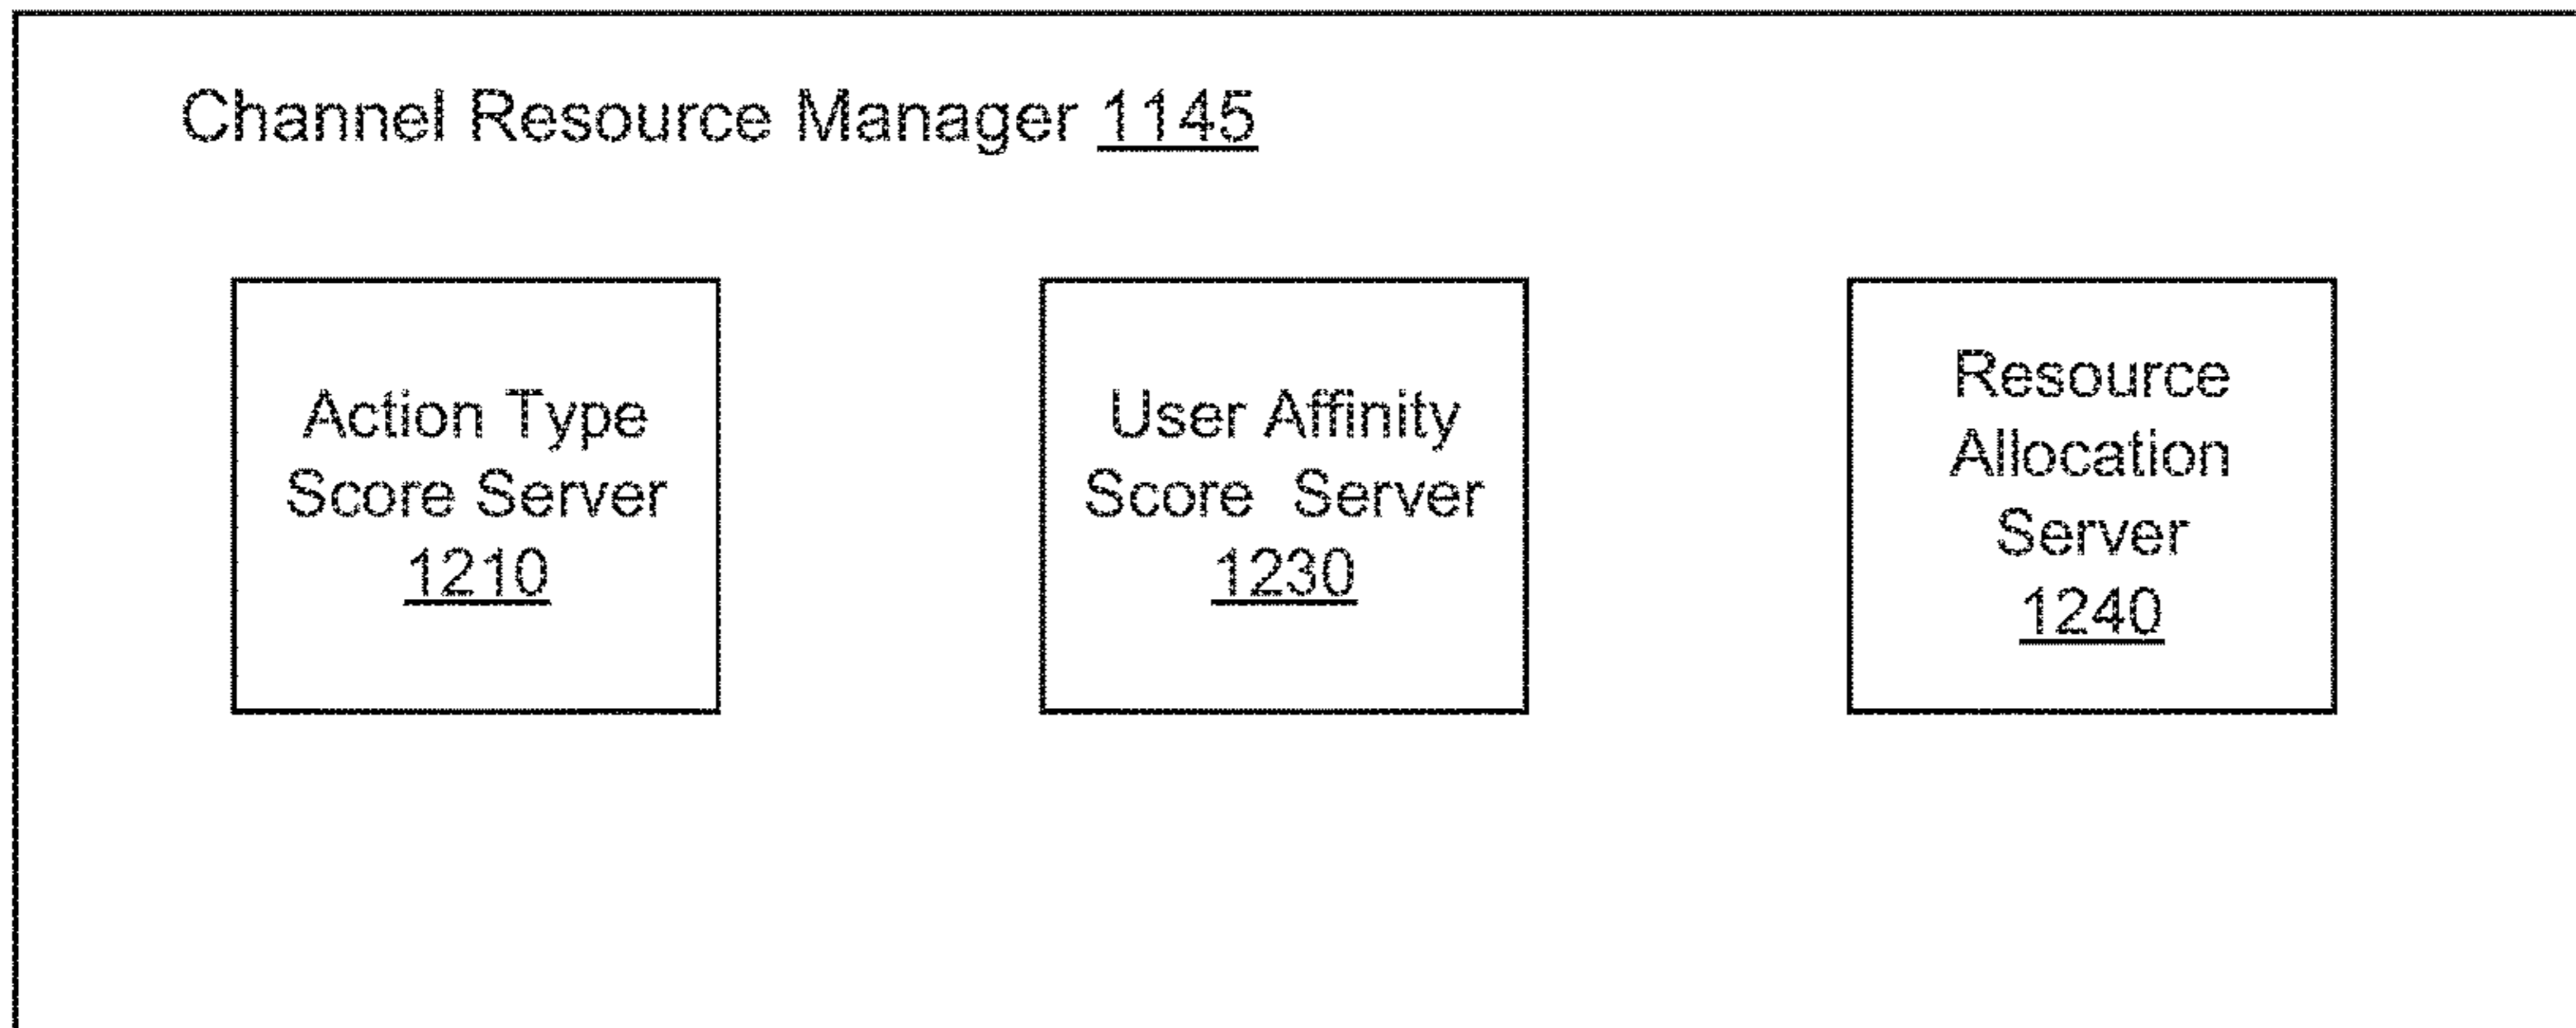 Channel Resource Manager 1145
Action Type
Score Server
1210
User Affinity
Score Server
1230
Resource
Allocation
Server
1240